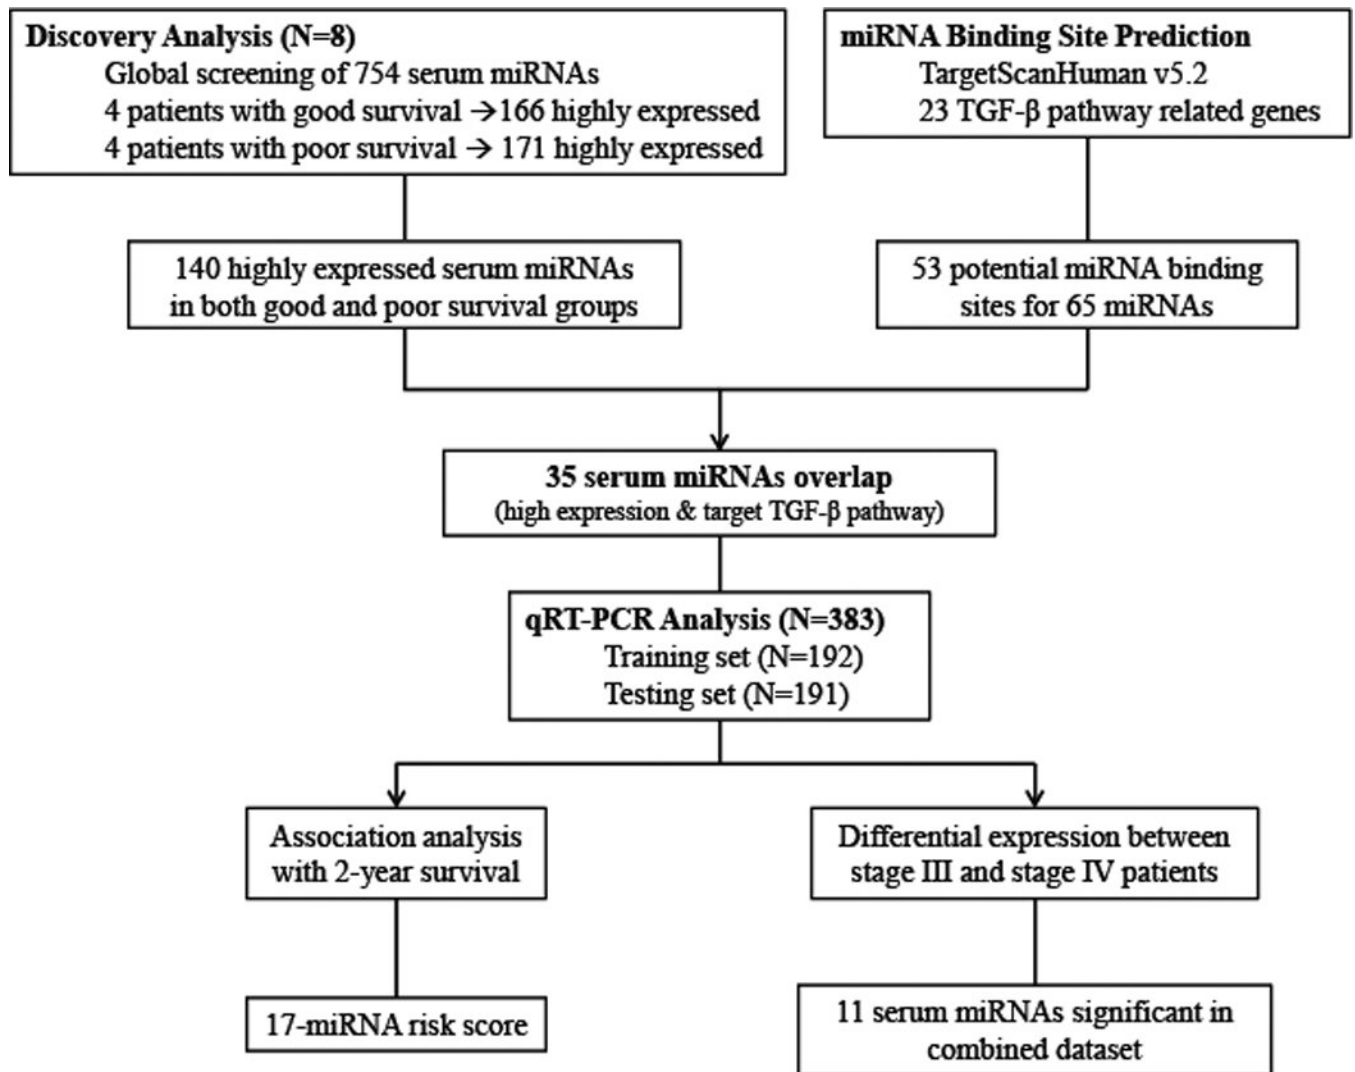 Discovery Analysis (N=8)
Global screening of 754 serum miRNAs
4 patients with good survival →166 highly expressed
4 patients with poor survival → 171 highly expressed
miRNA Binding Site Prediction
TargetScanHuman v5.2
23 TGF-β pathway related genes
140 highly expressed serum miRNAs
in both good and poor survival groups
53 potential miRNA binding
sites for 65 miRNAs
35 serum miRNAs overlap
(high expression & target TGF-β pathway)
qRT-PCR Analysis (N=383)
Training set (N=192)
Testing set (N=191)
Association analysis
with 2-year survival
Differential expression between
stage III and stage IV patients
17-miRNA risk score
11 serum miRNAs significant in
combined dataset